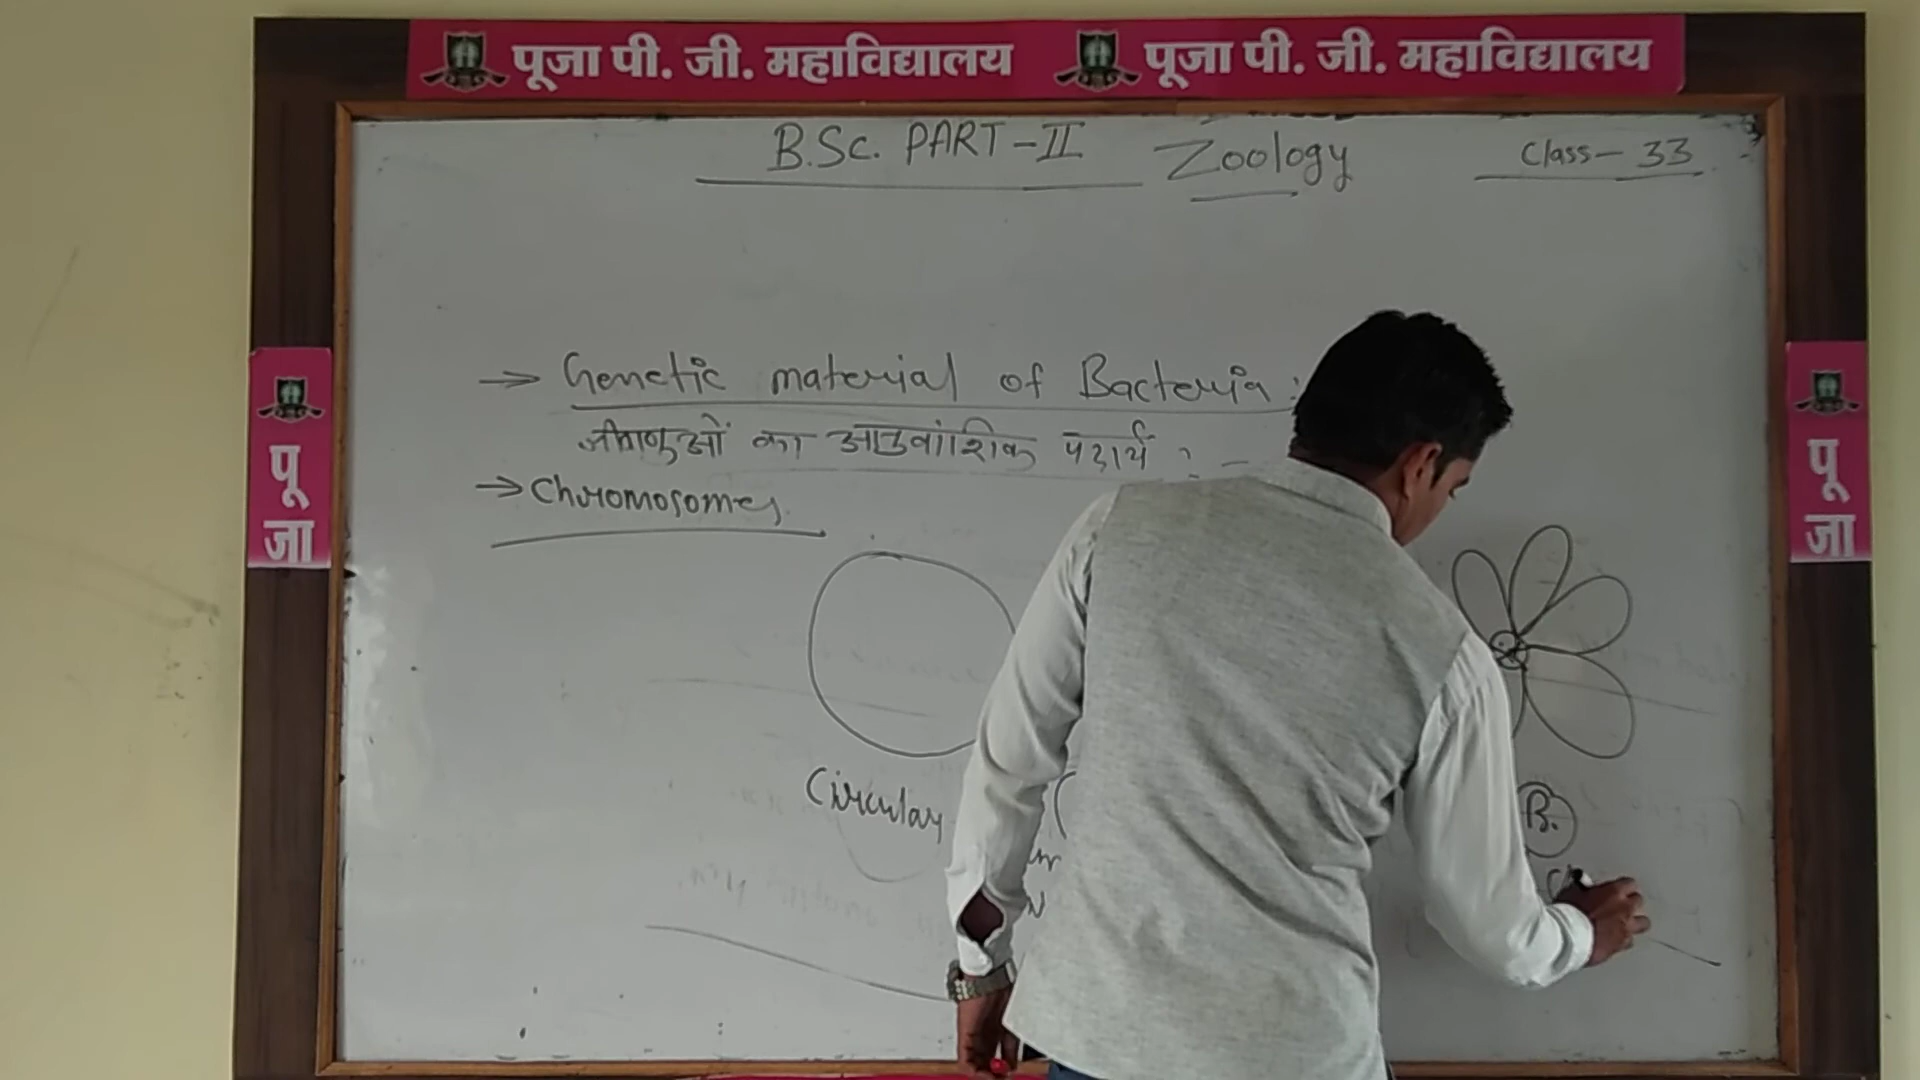 पूजा पी. जी. महाविद्यालय पूजा पी. जी. महाविद्यालय
B.Sc. PART-II Zoology Class- 33
→ Genetic material of Bacteria :
जीवाणुओं का आनुवांशिक पदार्थ : -
→ Chromosomes
Circular
B.
पूजा
पूजा